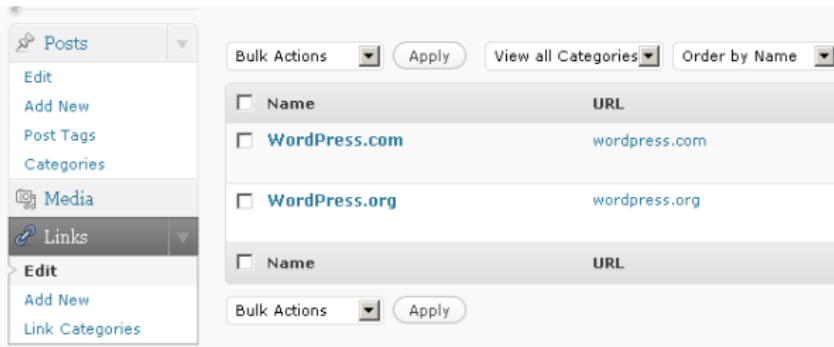 Posts
Edit
Add New
Post Tags
Categories
Media
Links
Edit
Add New
Link Categories
Bulk Actions Apply View all Categories Order by Name
Name URL
WordPress.com wordpress.com
WordPress.org wordpress.org
Name URL
Bulk Actions Apply